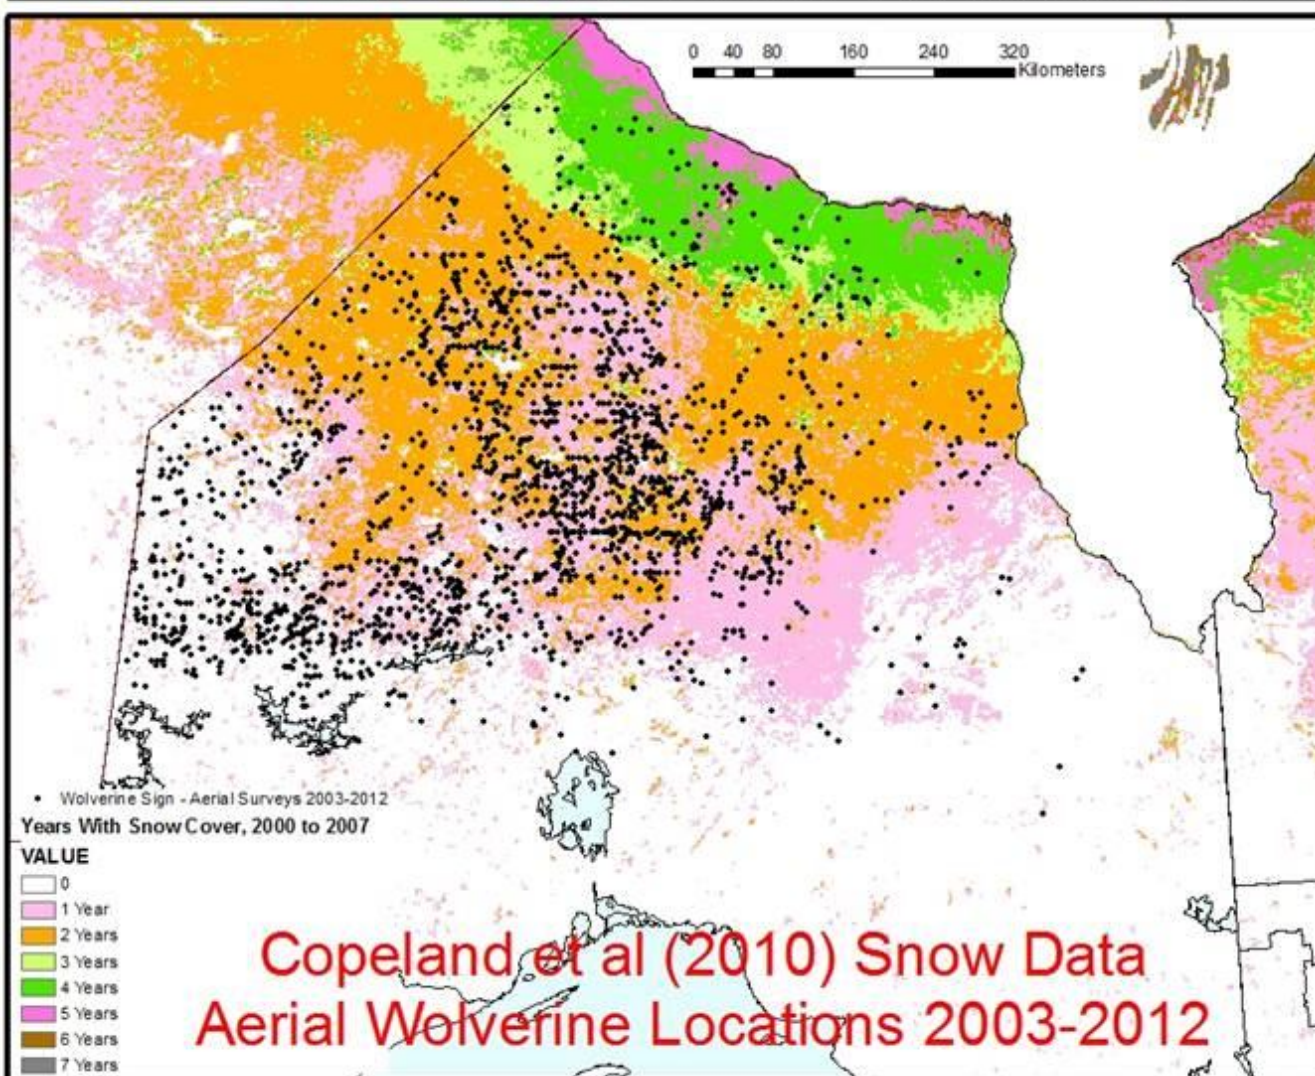 0 40 80 160 240 320
Kilometers
Wolverine Sign - Aerial Surveys 2003-2012
Years With Snow Cover, 2000 to 2007
VALUE
0
1 Year
2 Years
3 Years
4 Years
5 Years
6 Years
7 Years
Copeland et al (2010) Snow Data
Aerial Wolverine Locations 2003-2012